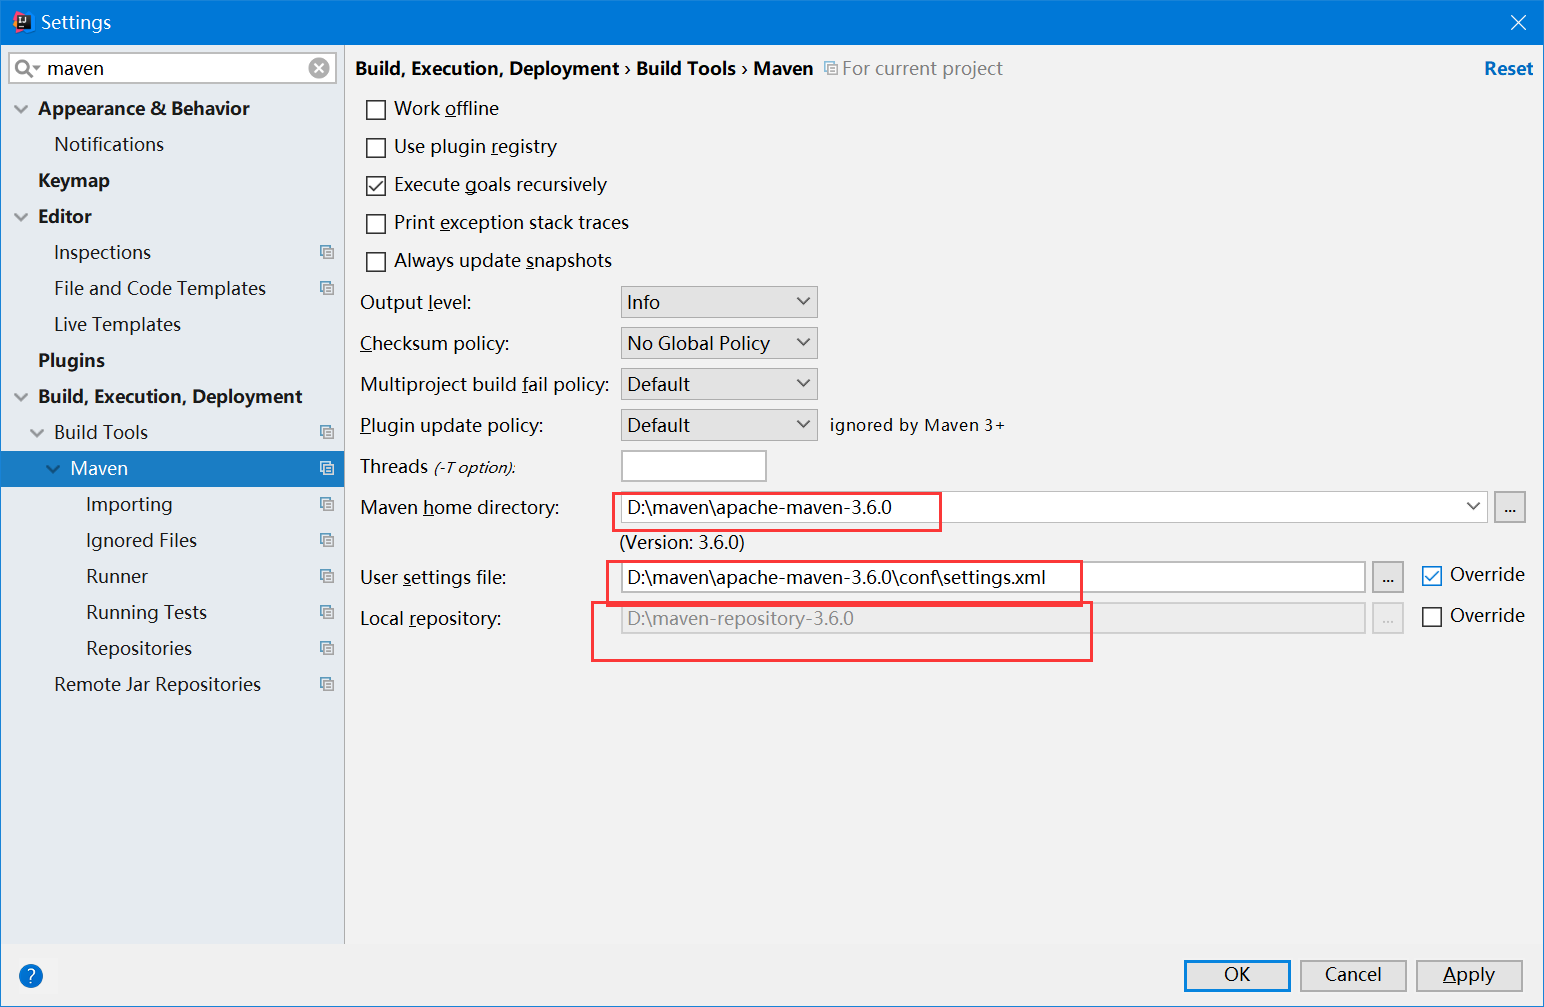 Settings
maven
Appearance & Behavior
Notifications
Keymap
Editor
Inspections
File and Code Templates
Live Templates
Plugins
Build, Execution, Deployment
Build Tools
Maven
Importing
Ignored Files
Runner
Running Tests
Repositories
Remote Jar Repositories
Build, Execution, Deployment › Build Tools › Maven For current project Reset
Work offline
Use plugin registry
Execute goals recursively
Print exception stack traces
Always update snapshots
Output level: Info
Checksum policy: No Global Policy
Multiproject build fail policy: Default
Plugin update policy: Default ignored by Maven 3+
Threads (-T option):
Maven home directory: D:\maven\apache-maven-3.6.0 ...
(Version: 3.6.0)
User settings file: D:\maven\apache-maven-3.6.0\conf\settings.xml ... Override
Local repository: D:\maven-repository-3.6.0 ... Override
? OK Cancel Apply